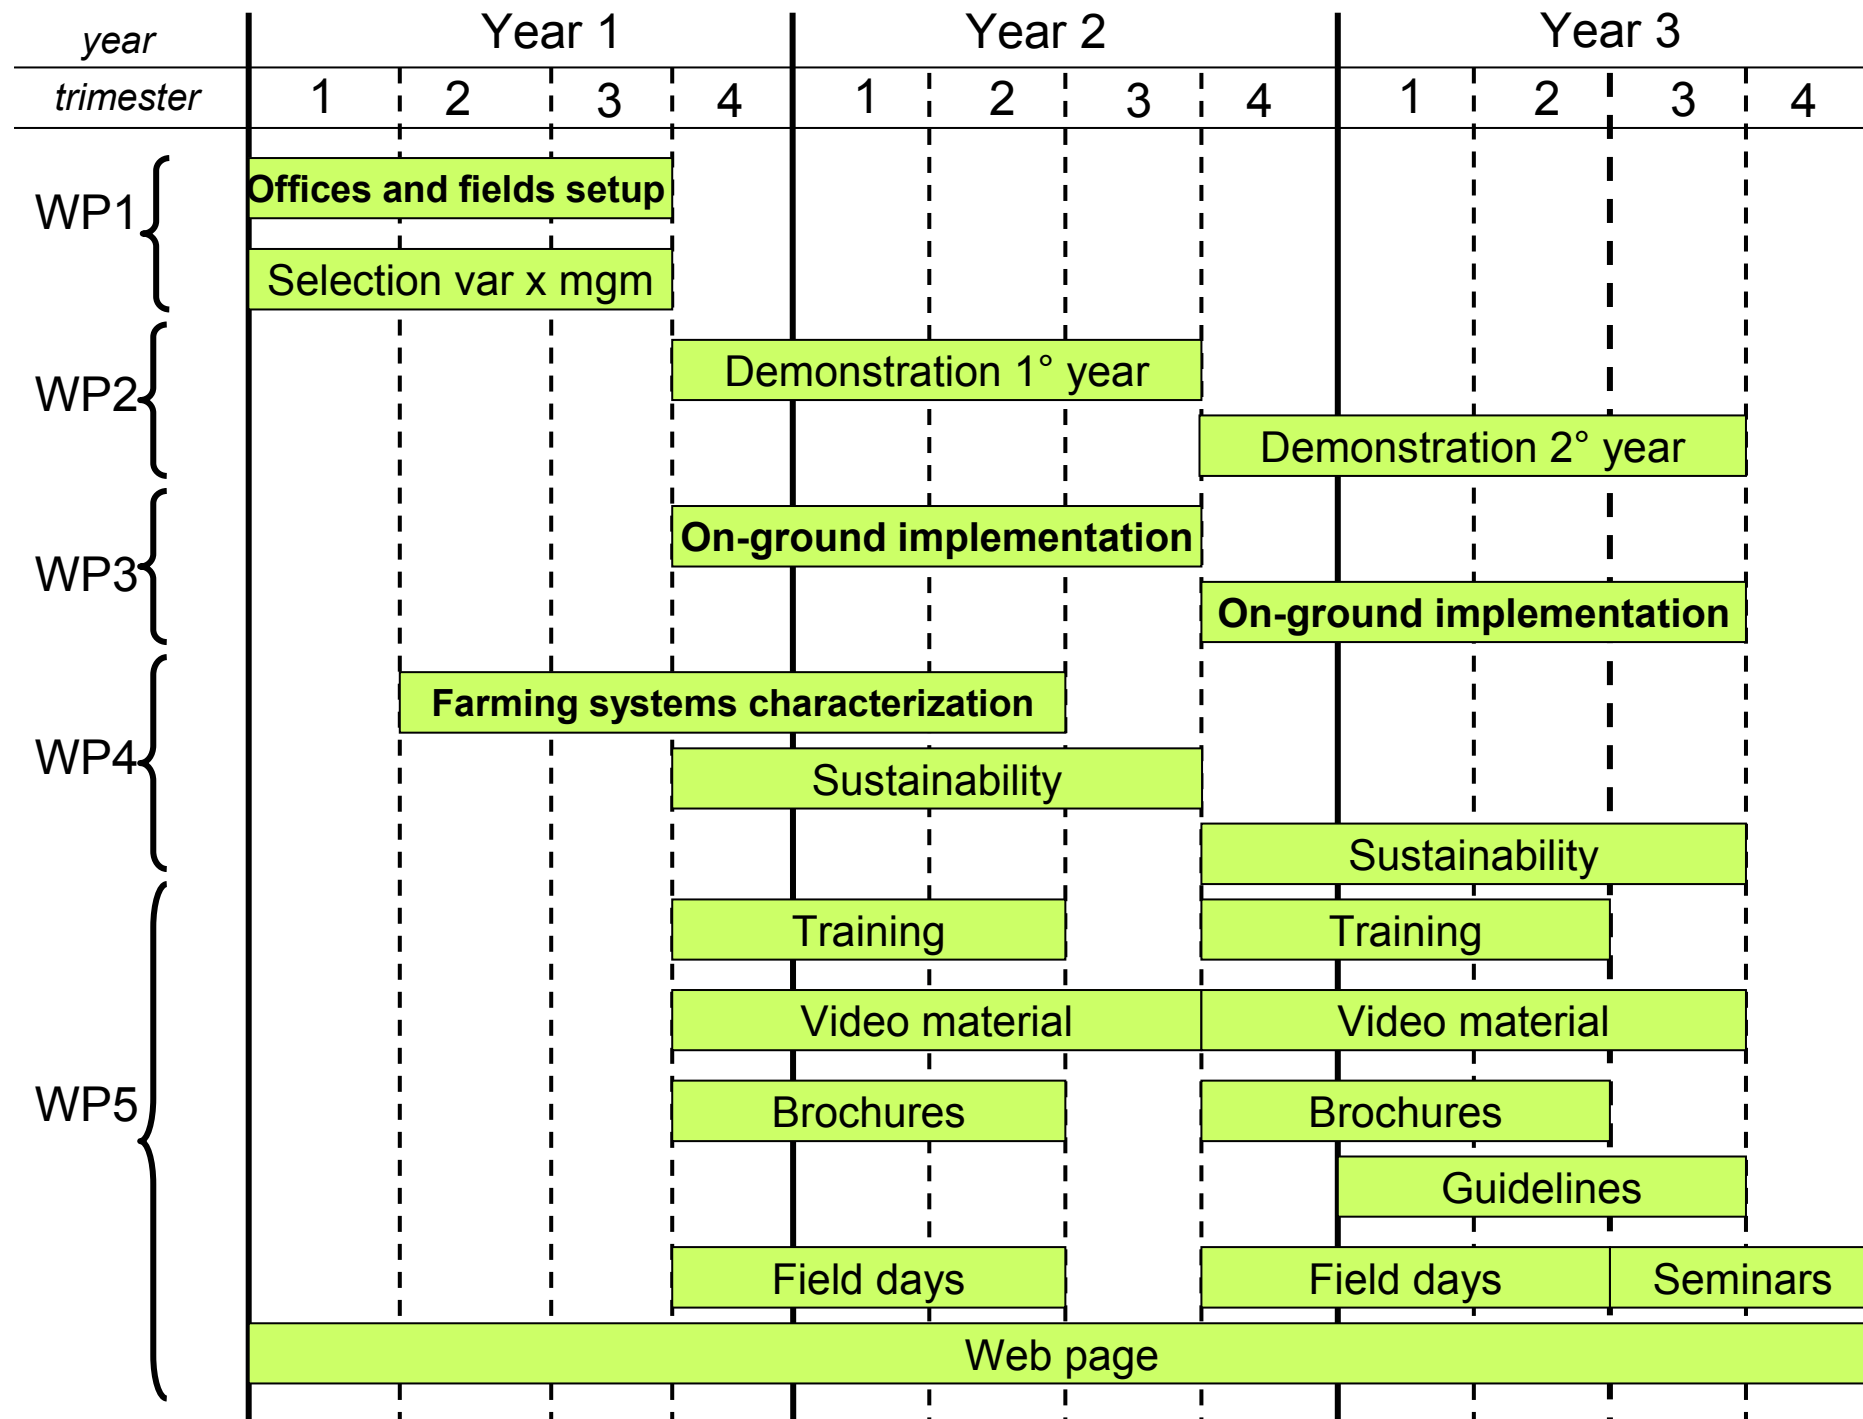 year Year 1 Year 2 Year 3
trimester 1 2 3 4 1 2 3 4 1 2 3 4
WP1
Offices and fields setup
Selection var x mgm
WP2
Demonstration 1° year
Demonstration 2° year
WP3
On-ground implementation
On-ground implementation
WP4
Farming systems characterization
Sustainability
Sustainability
WP5
Training Training
Video material Video material
Brochures Brochures
Guidelines
Field days Field days Seminars
Web page